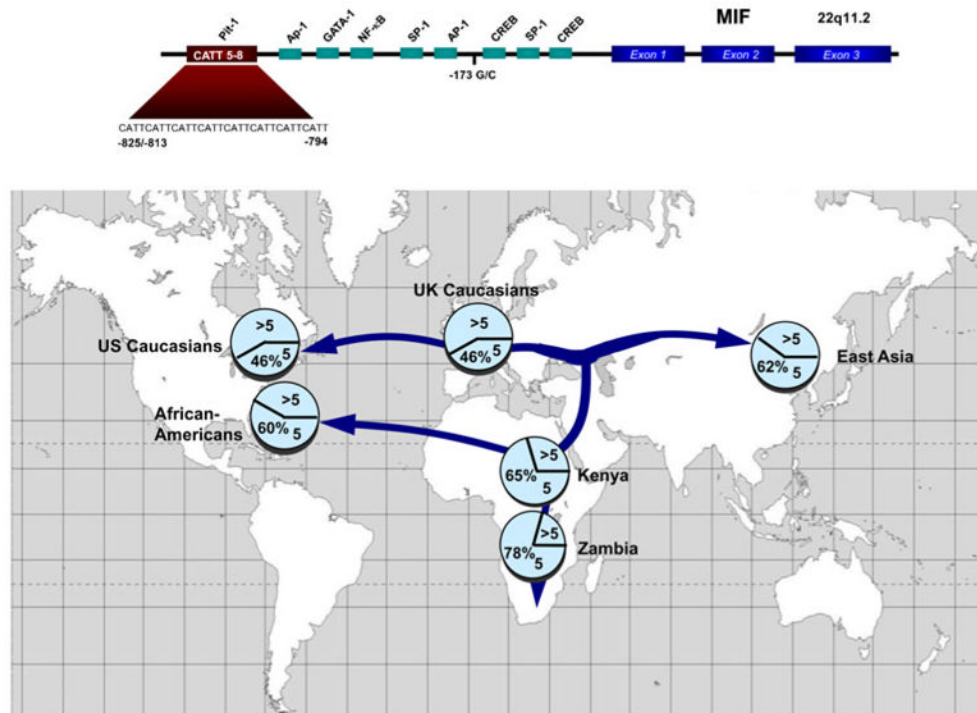 Pit-1
Ap-1
GATA-1
NF-κB
SP-1
AP-1
CREB
SP-1
CREB
MIF
22q11.2
CATT 5-8
-173 G/C
Exon 1
Exon 2
Exon 3
CATTCATTCATTCATTCATTCATTCATTCATT
-825/-813
-794
UK Caucasians
>5
46% 5
US Caucasians
>5
46% 5
East Asia
>5
62% 5
African-
Americans
60% 5
>5
65% 5
Kenya
>5
78% 5
Zambia